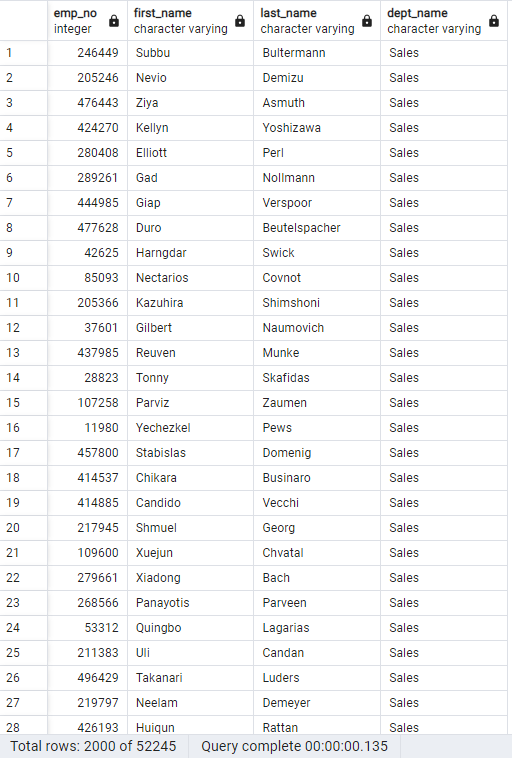 emp_no first_name last_name dept_name
integer character varying character varying character varying
1 246449 Subbu Bultermann Sales
2 205246 Nevio Demizu Sales
3 476443 Ziya Asmuth Sales
4 424270 Kellyn Yoshizawa Sales
5 280408 Elliott Perl Sales
6 289261 Gad Nollmann Sales
7 444985 Giap Verspoor Sales
8 477628 Duro Beutelspacher Sales
9 42625 Harngdar Swick Sales
10 85093 Nectarios Covnot Sales
11 205366 Kazuhira Shimshoni Sales
12 37601 Gilbert Naumovich Sales
13 437985 Reuven Munke Sales
14 28823 Tonny Skafidas Sales
15 107258 Parviz Zaumen Sales
16 11980 Yechezkel Pews Sales
17 457800 Stabislas Domenig Sales
18 414537 Chikara Businaro Sales
19 414885 Candido Vecchi Sales
20 217945 Shmuel Georg Sales
21 109600 Xuejun Chvatal Sales
22 279661 Xiadong Bach Sales
23 268566 Panayotis Parveen Sales
24 53312 Quingbo Lagarias Sales
25 211383 Uli Candan Sales
26 496429 Takanari Luders Sales
27 219797 Neelam Demeyer Sales
28 426193 Huiqun Rattan Sales
Total rows: 2000 of 52245 Query complete 00:00:00.135